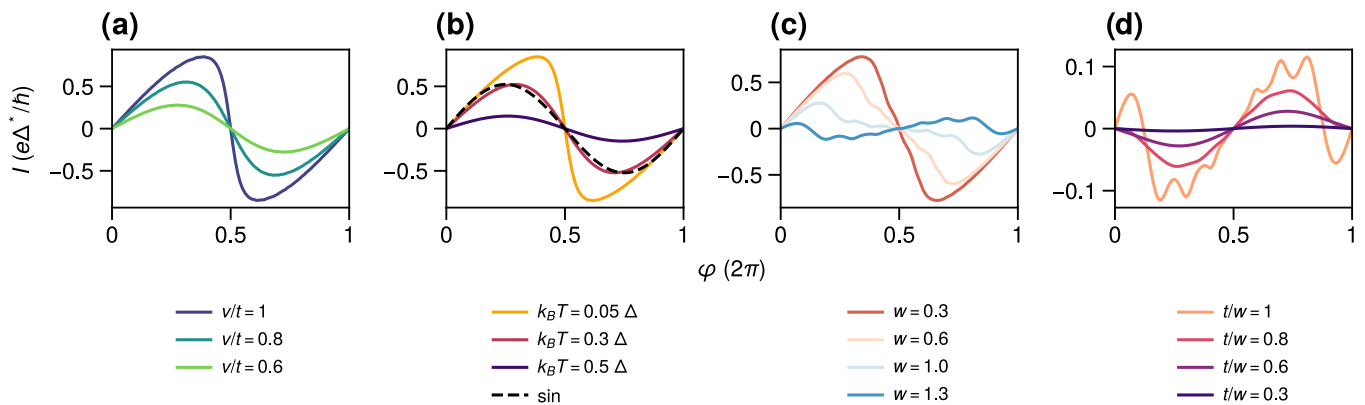 (a)
(b)
(c)
(d)
I (eΔ*/ℏ)
0.5
0
−0.5
0
0.5
1
0.5
0
−0.5
0
0.5
1
0.5
0
−0.5
0
0.5
1
0.1
0
−0.1
0
0.5
1
φ (2π)
v/t = 1
v/t = 0.8
v/t = 0.6
k_BT = 0.05 Δ
k_BT = 0.3 Δ
k_BT = 0.5 Δ
sin
w = 0.3
w = 0.6
w = 1.0
w = 1.3
t/w = 1
t/w = 0.8
t/w = 0.6
t/w = 0.3